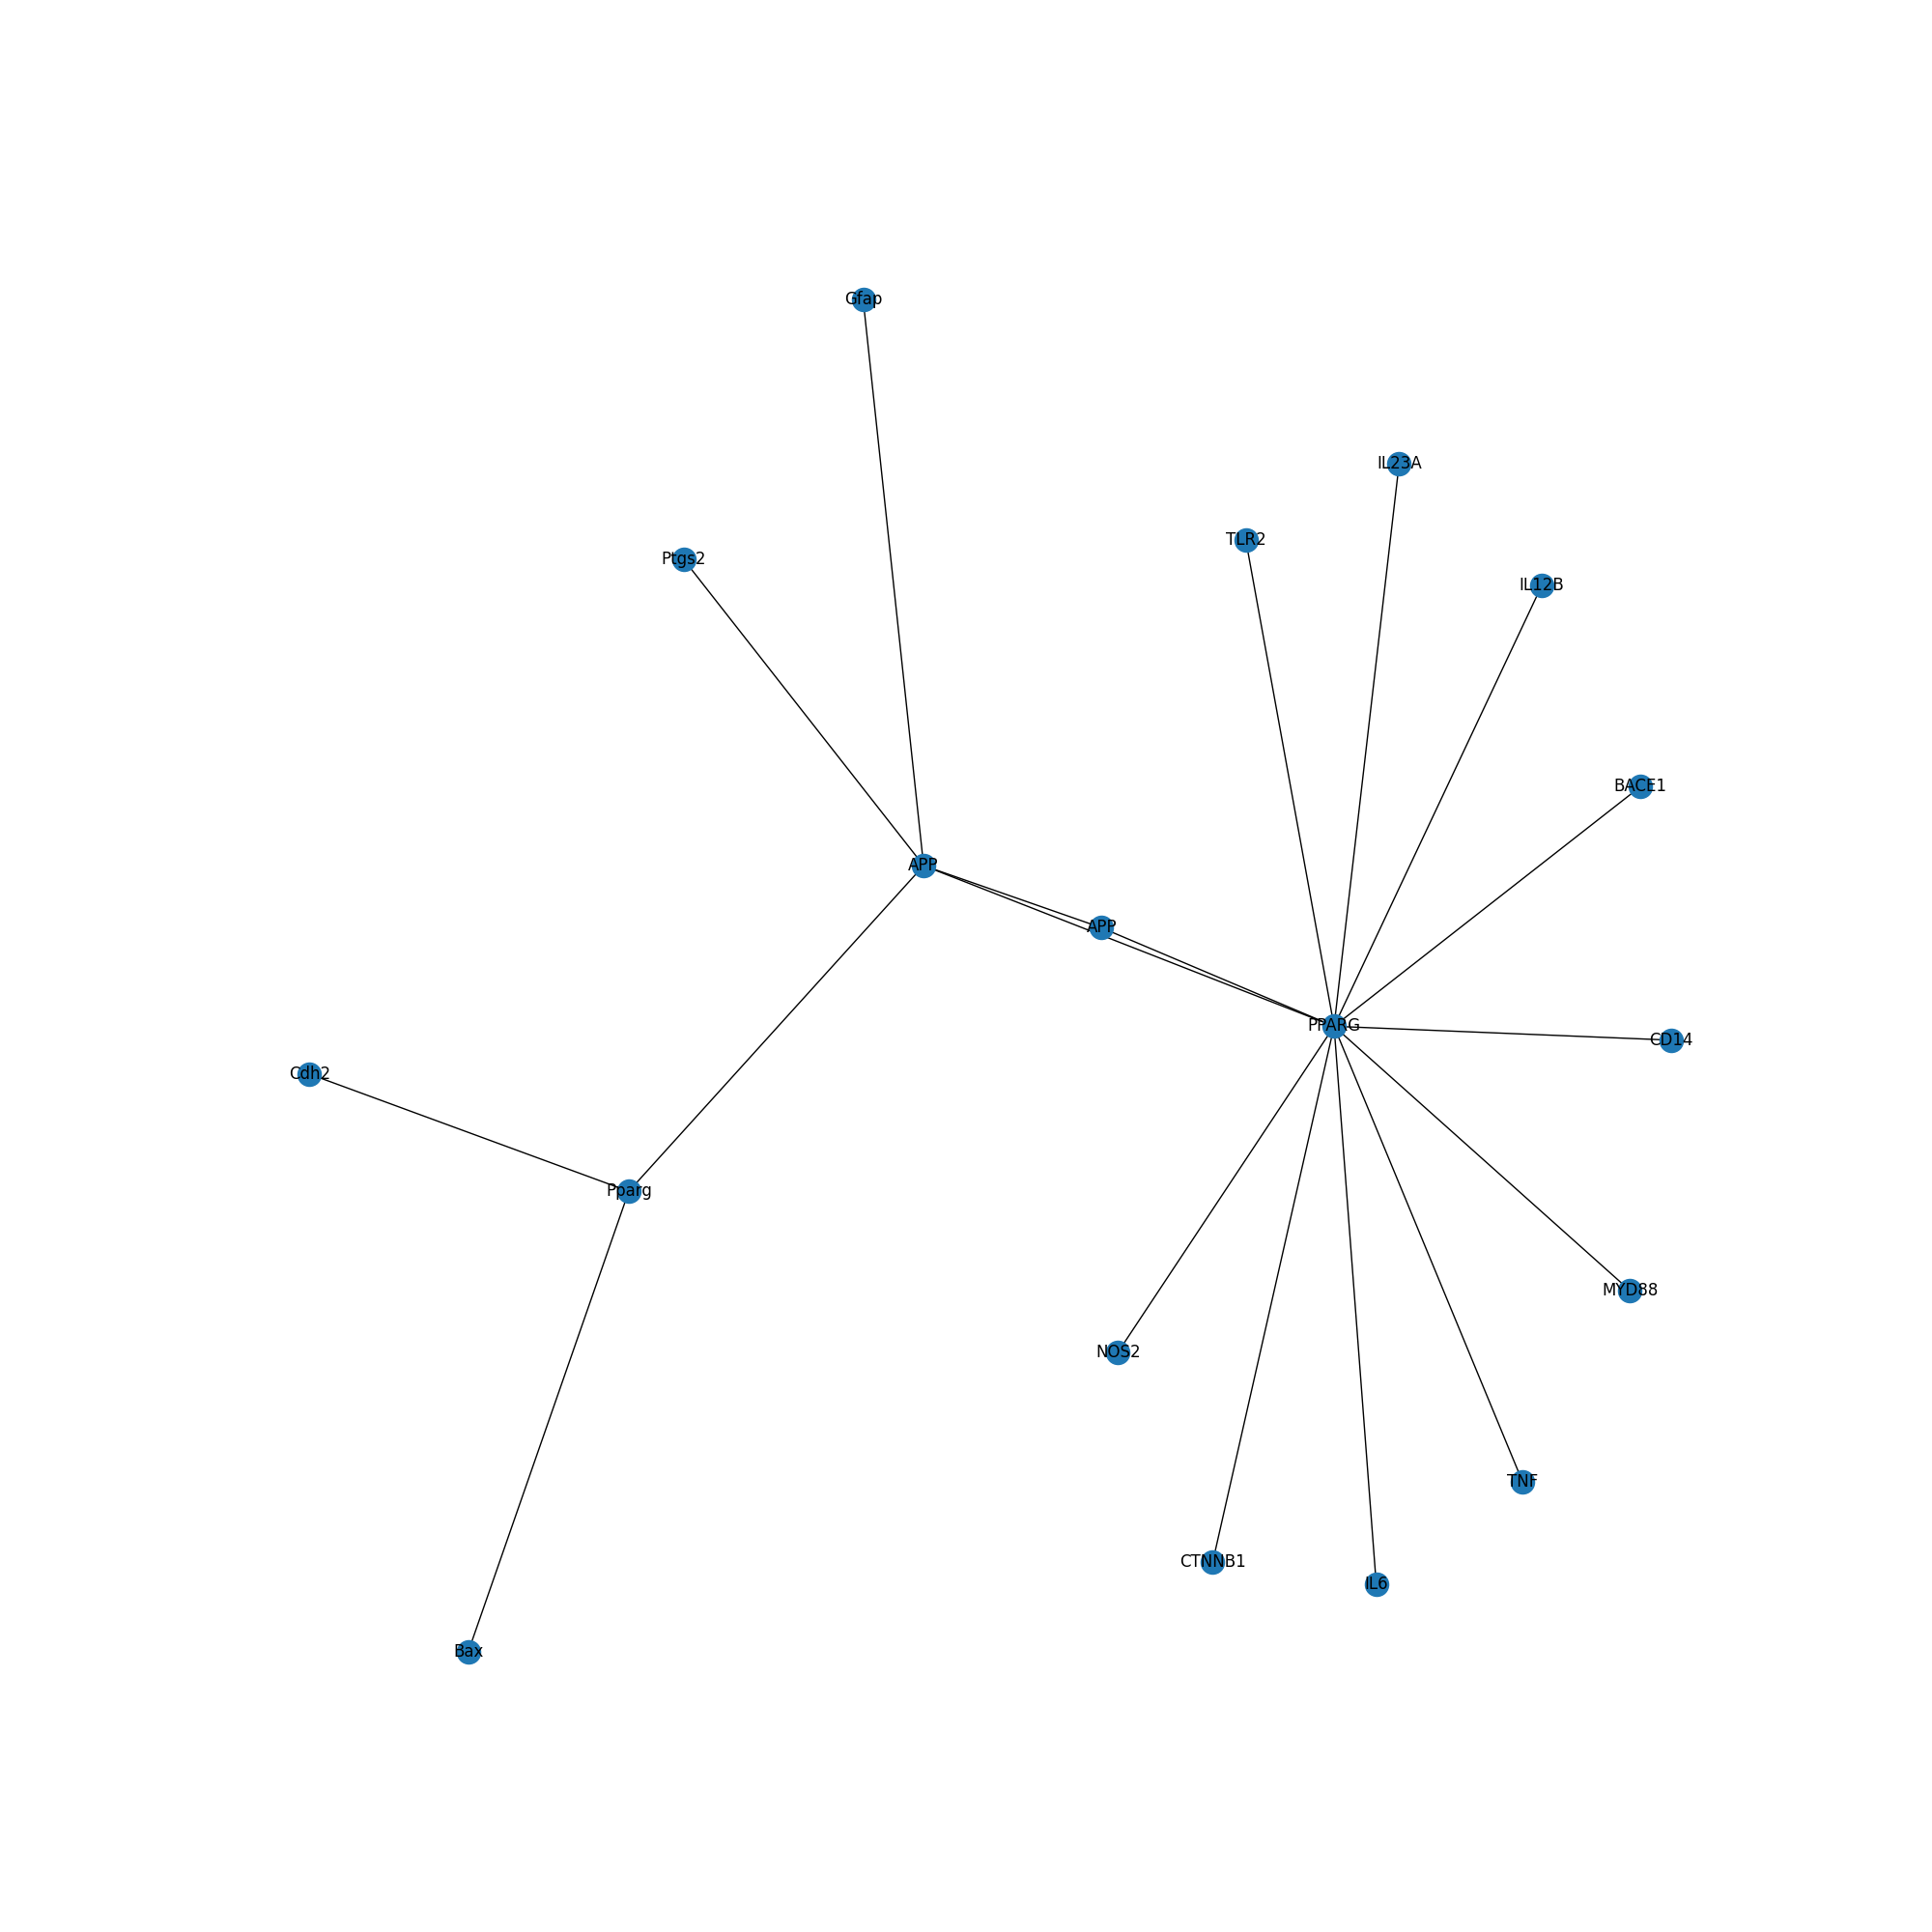 Gfap
IL23A
TLR2
Ptgs2
IL12B
BACE1
APP
APP
PPARG
CD14
Cdh2
Pparg
MYD88
NOS2
TNF
CTNNB1
IL6
Bax